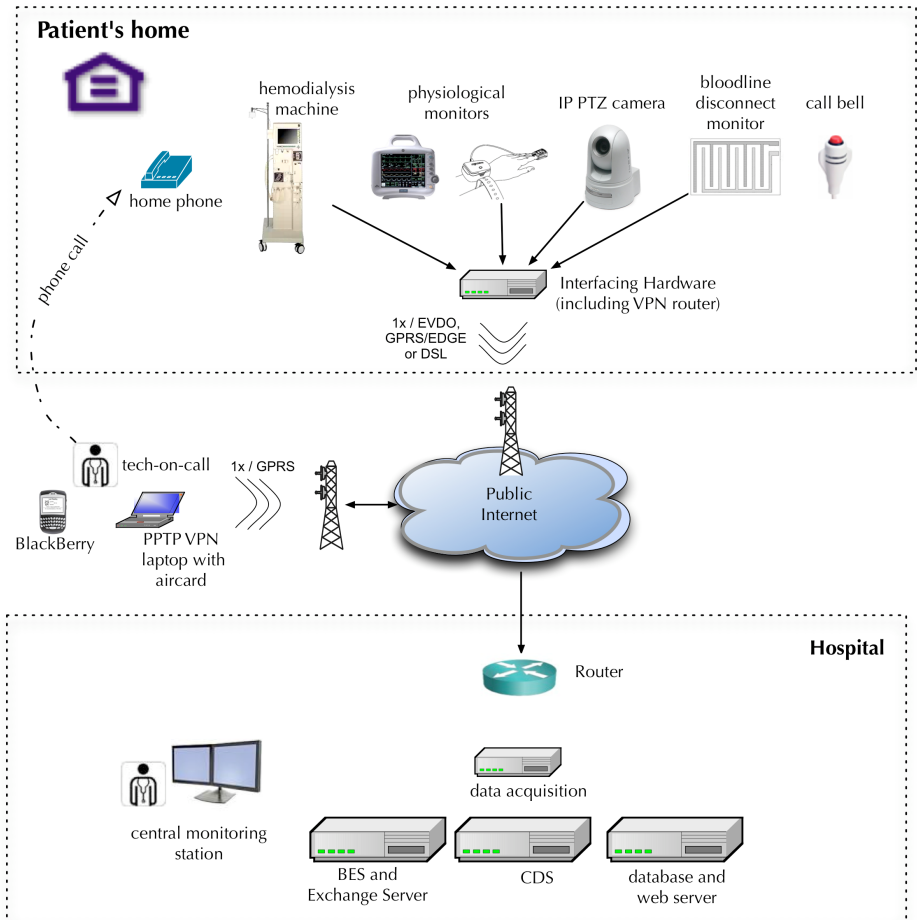 Patient's home
hemodialysis
machine
physiological
monitors
IP PTZ camera
bloodline
disconnect
monitor
call bell
home phone
phone call
Interfacing Hardware
(including VPN router)
1x / EVDO,
GPRS/EDGE
or DSL
tech-on-call
1x / GPRS
BlackBerry
PPTP VPN
laptop with
aircard
Public
Internet
Hospital
Router
data acquisition
central monitoring
station
BES and
Exchange Server
CDS
database and
web server